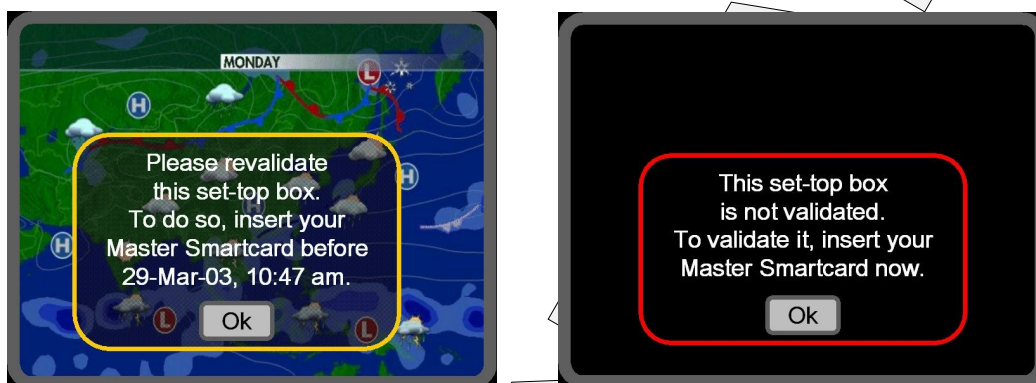 MONDAY
L
H
H
H
Please revalidate
this set-top box.
To do so, insert your
Master Smartcard before
29-Mar-03, 10:47 am.
Ok
L
L
This set-top box
is not validated.
To validate it, insert your
Master Smartcard now.
Ok